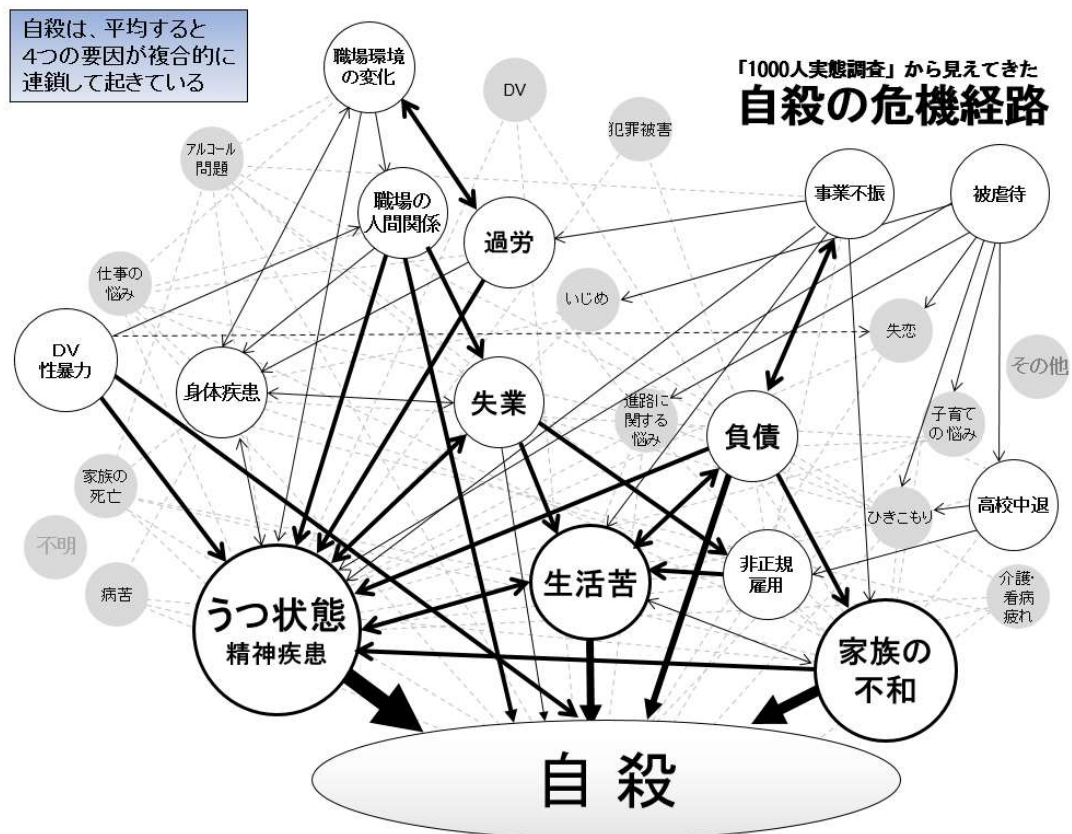 自殺は、平均すると
4つの要因が複合的に
連鎖して起きている
「1000人実態調査」から見えてきた
自殺の危機経路
職場環境
の変化
DV
犯罪被害
アルコール
問題
職場の
人間関係
過労
事業不振
被虐待
仕事の
悩み
いじめ
失恋
DV
性暴力
身体疾患
失業
進路に
関する
悩み
負債
子育て
の悩み
その他
家族の
死亡
ひきこもり
高校中退
不明
病苦
うつ状態
精神疾患
生活苦
非正規
雇用
介護・
看病
疲れ
家族の
不和
自殺